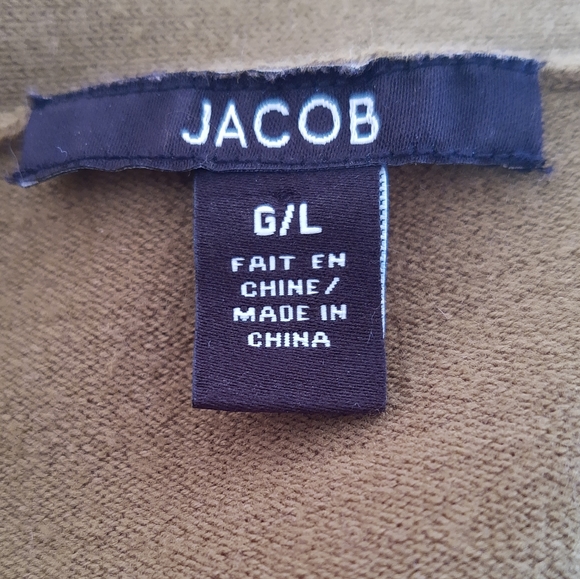 JACOB
G/L
FAIT EN
CHINE/
MADE IN
CHINA